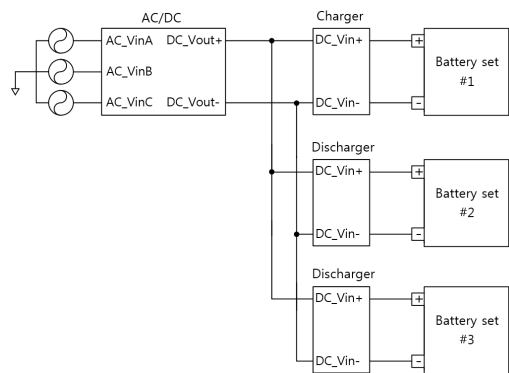 AC/DC
AC_VinA DC_Vout+
AC_VinB
AC_VinC DC_Vout-
Charger
DC_Vin+
DC_Vin-
+
-
Battery set
#1
Discharger
DC_Vin+
DC_Vin-
+
-
Battery set
#2
Discharger
DC_Vin+
DC_Vin-
+
-
Battery set
#3